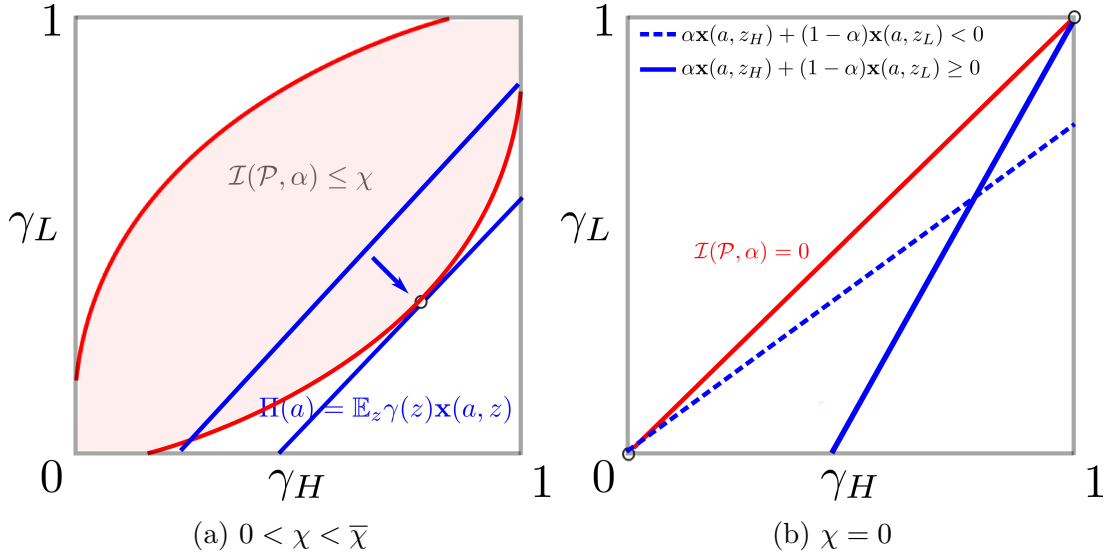 1
γ_L
I(P, α) ≤ χ
Π(a) = E_z γ(z)x(a, z)
0
γ_H
1
(a) 0 < χ < χ̄
1
αx(a, z_H) + (1 − α)x(a, z_L) < 0
αx(a, z_H) + (1 − α)x(a, z_L) ≥ 0
γ_L
I(P, α) = 0
0
γ_H
1
(b) χ = 0